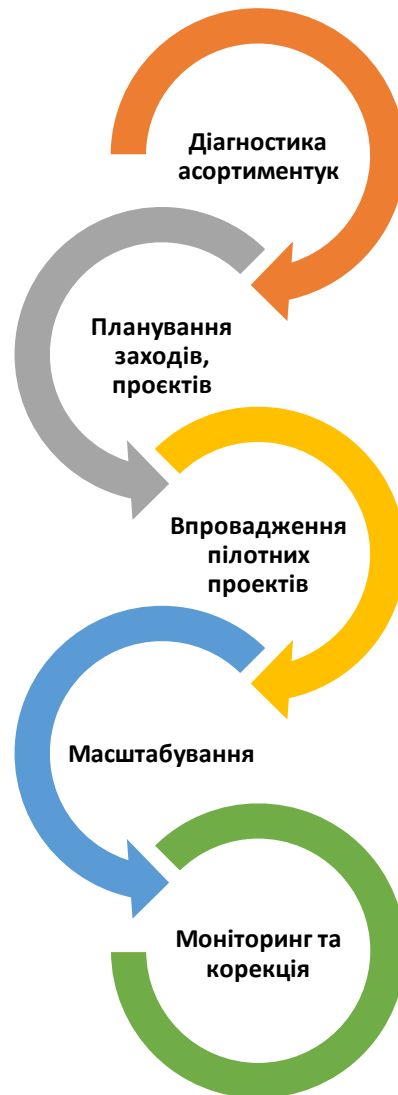 Діагностика
асортиментук
Планування
заходів,
проєктів
Впровадження
пілотних
проектів
Масштабування
Моніторинг та
корекція